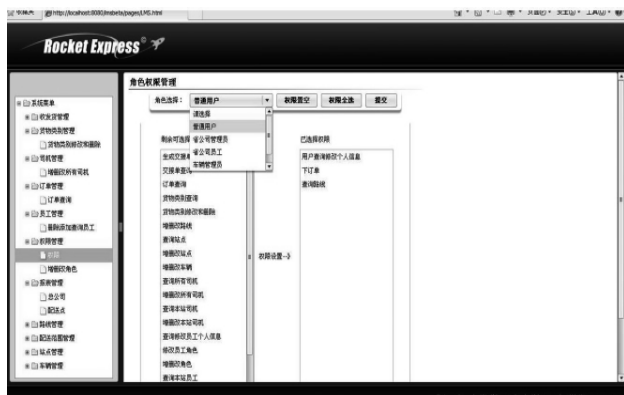 http://localhost:8080/lmsbeta/pages/LMS.html
Rocket Express
角色权限管理
角色选择： 普通用户 权限置空 权限全选 提交
请选择
普通用户
省公司管理员
省公司员工
车辆管理员
系统菜单
收发货管理
货物类别管理
货物类别修改和删除
司机管理
增删改所有司机
订单管理
订单查询
员工管理
删除添加查询员工
权限管理
权限
增删改角色
报表管理
总公司
配送点
路线管理
配送范围管理
站点管理
车辆管理
剩余可选择
生成交接单
交接单查询
订单查询
货物类别查询
货物类别修改和删除
增删改路线
查询站点
增删改站点
增删改车辆
查询所有司机
增删改所有司机
查询本站司机
增删改本站司机
查询修改员工个人信息
修改员工角色
增删改角色
查询本站员工
权限设置--》
已选择权限
用户查询修改个人信息
下订单
查询路线